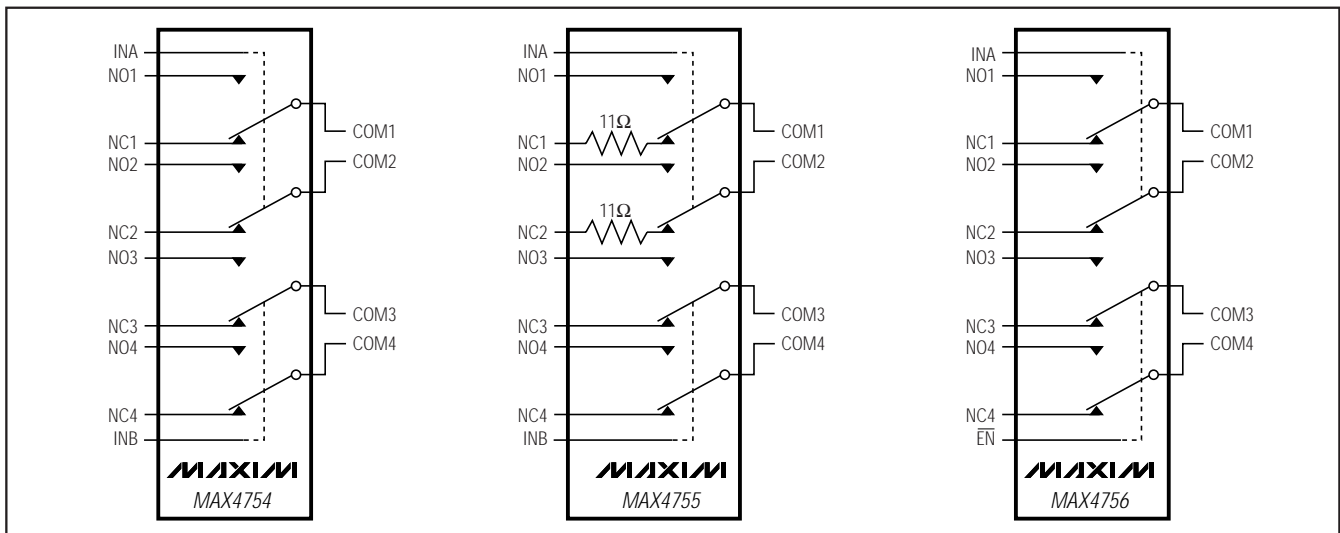 INA
NO1
NC1
NO2
NC2
NO3
NC3
NO4
NC4
INB
COM1
COM2
COM3
COM4
MAXIM
MAX4754
INA
NO1
11Ω
NC1
NO2
11Ω
NC2
NO3
NC3
NO4
NC4
INB
COM1
COM2
COM3
COM4
MAXIM
MAX4755
INA
NO1
NC1
NO2
NC2
NO3
NC3
NO4
NC4
E̅N̅
COM1
COM2
COM3
COM4
MAXIM
MAX4756